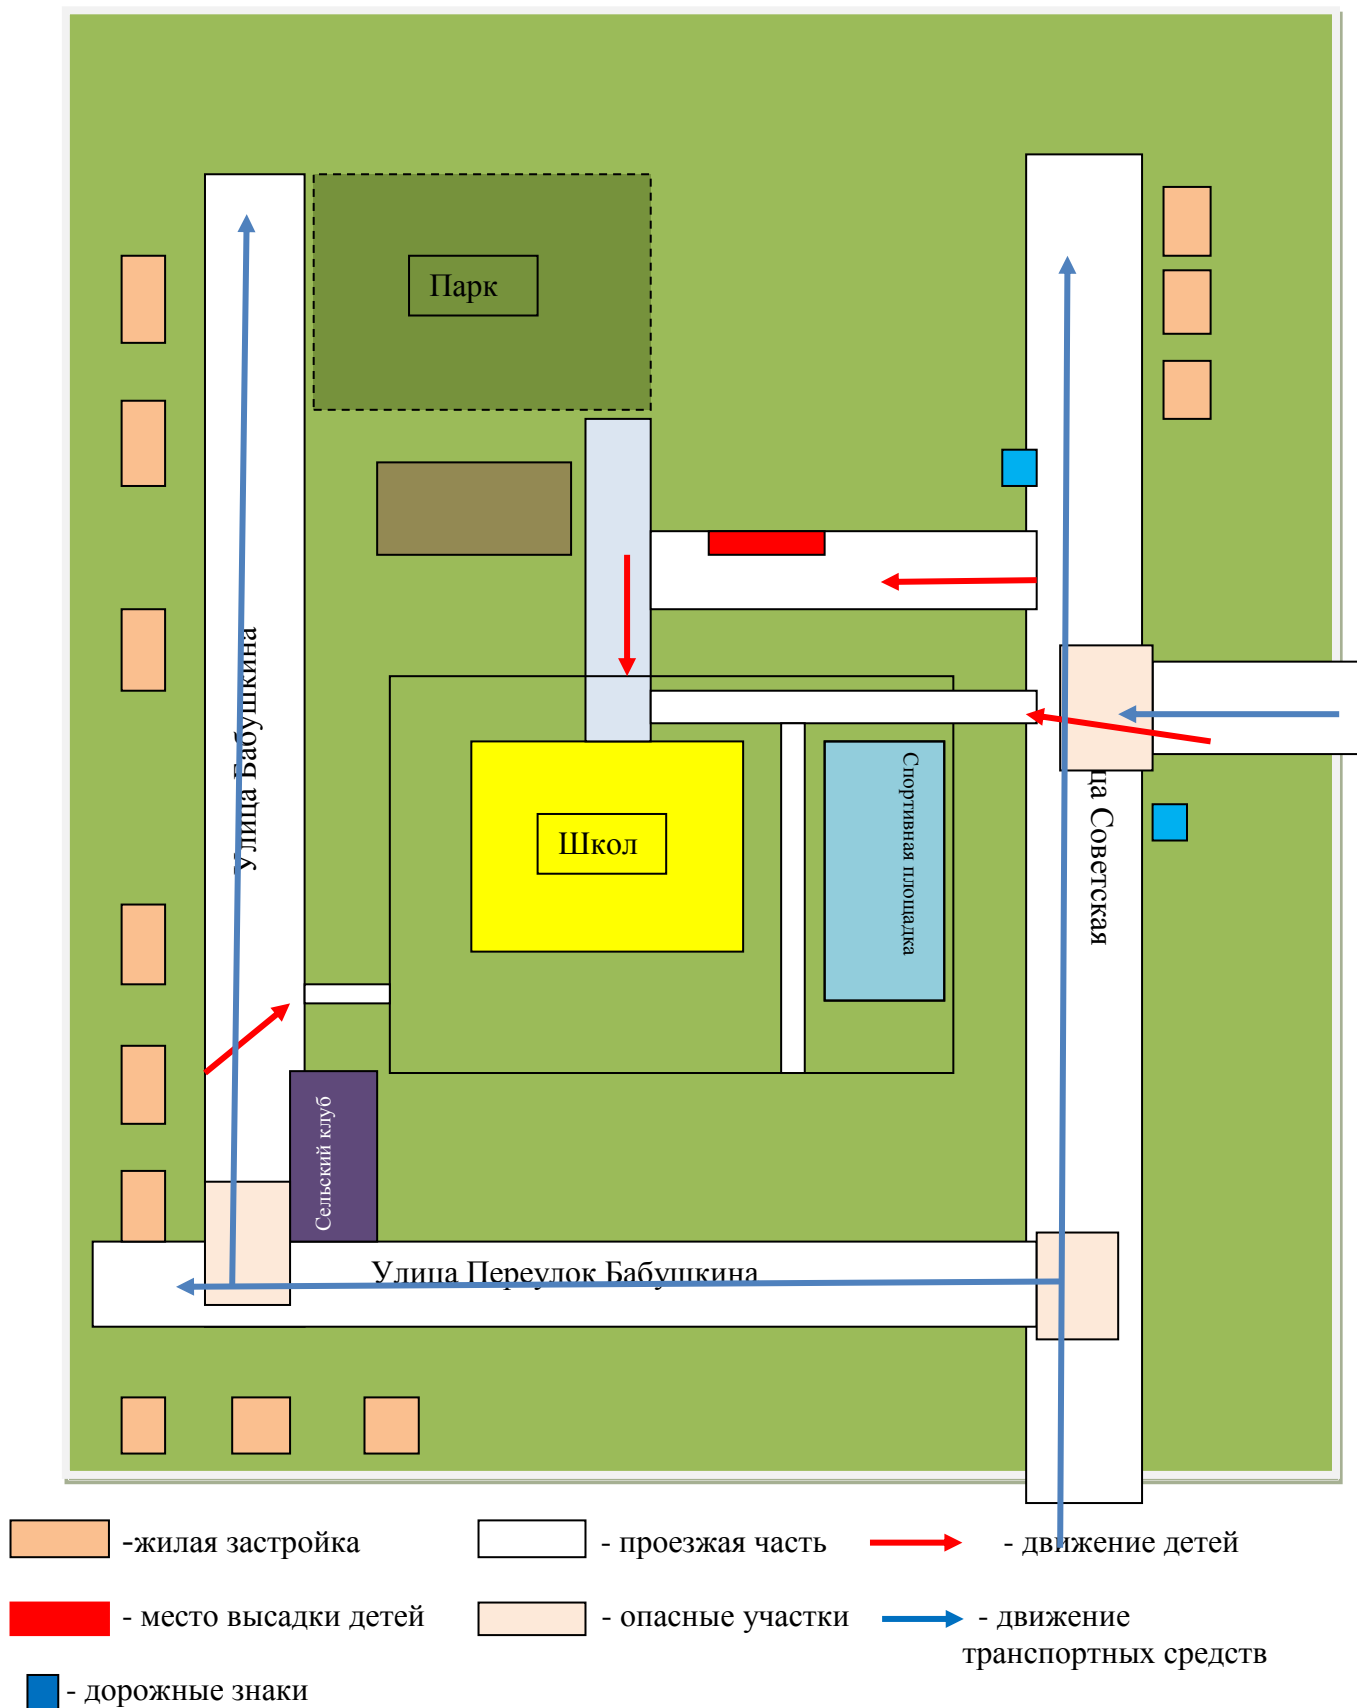 Парк
Улица Бабушкина
Школ
Спортивная площадка
ца Советская
Сельский клуб
Улица Переулок Бабушкина
-жилая застройка
- проезжая часть
- движение детей
- место высадки детей
- опасные участки
- движение
транспортных средств
- дорожные знаки